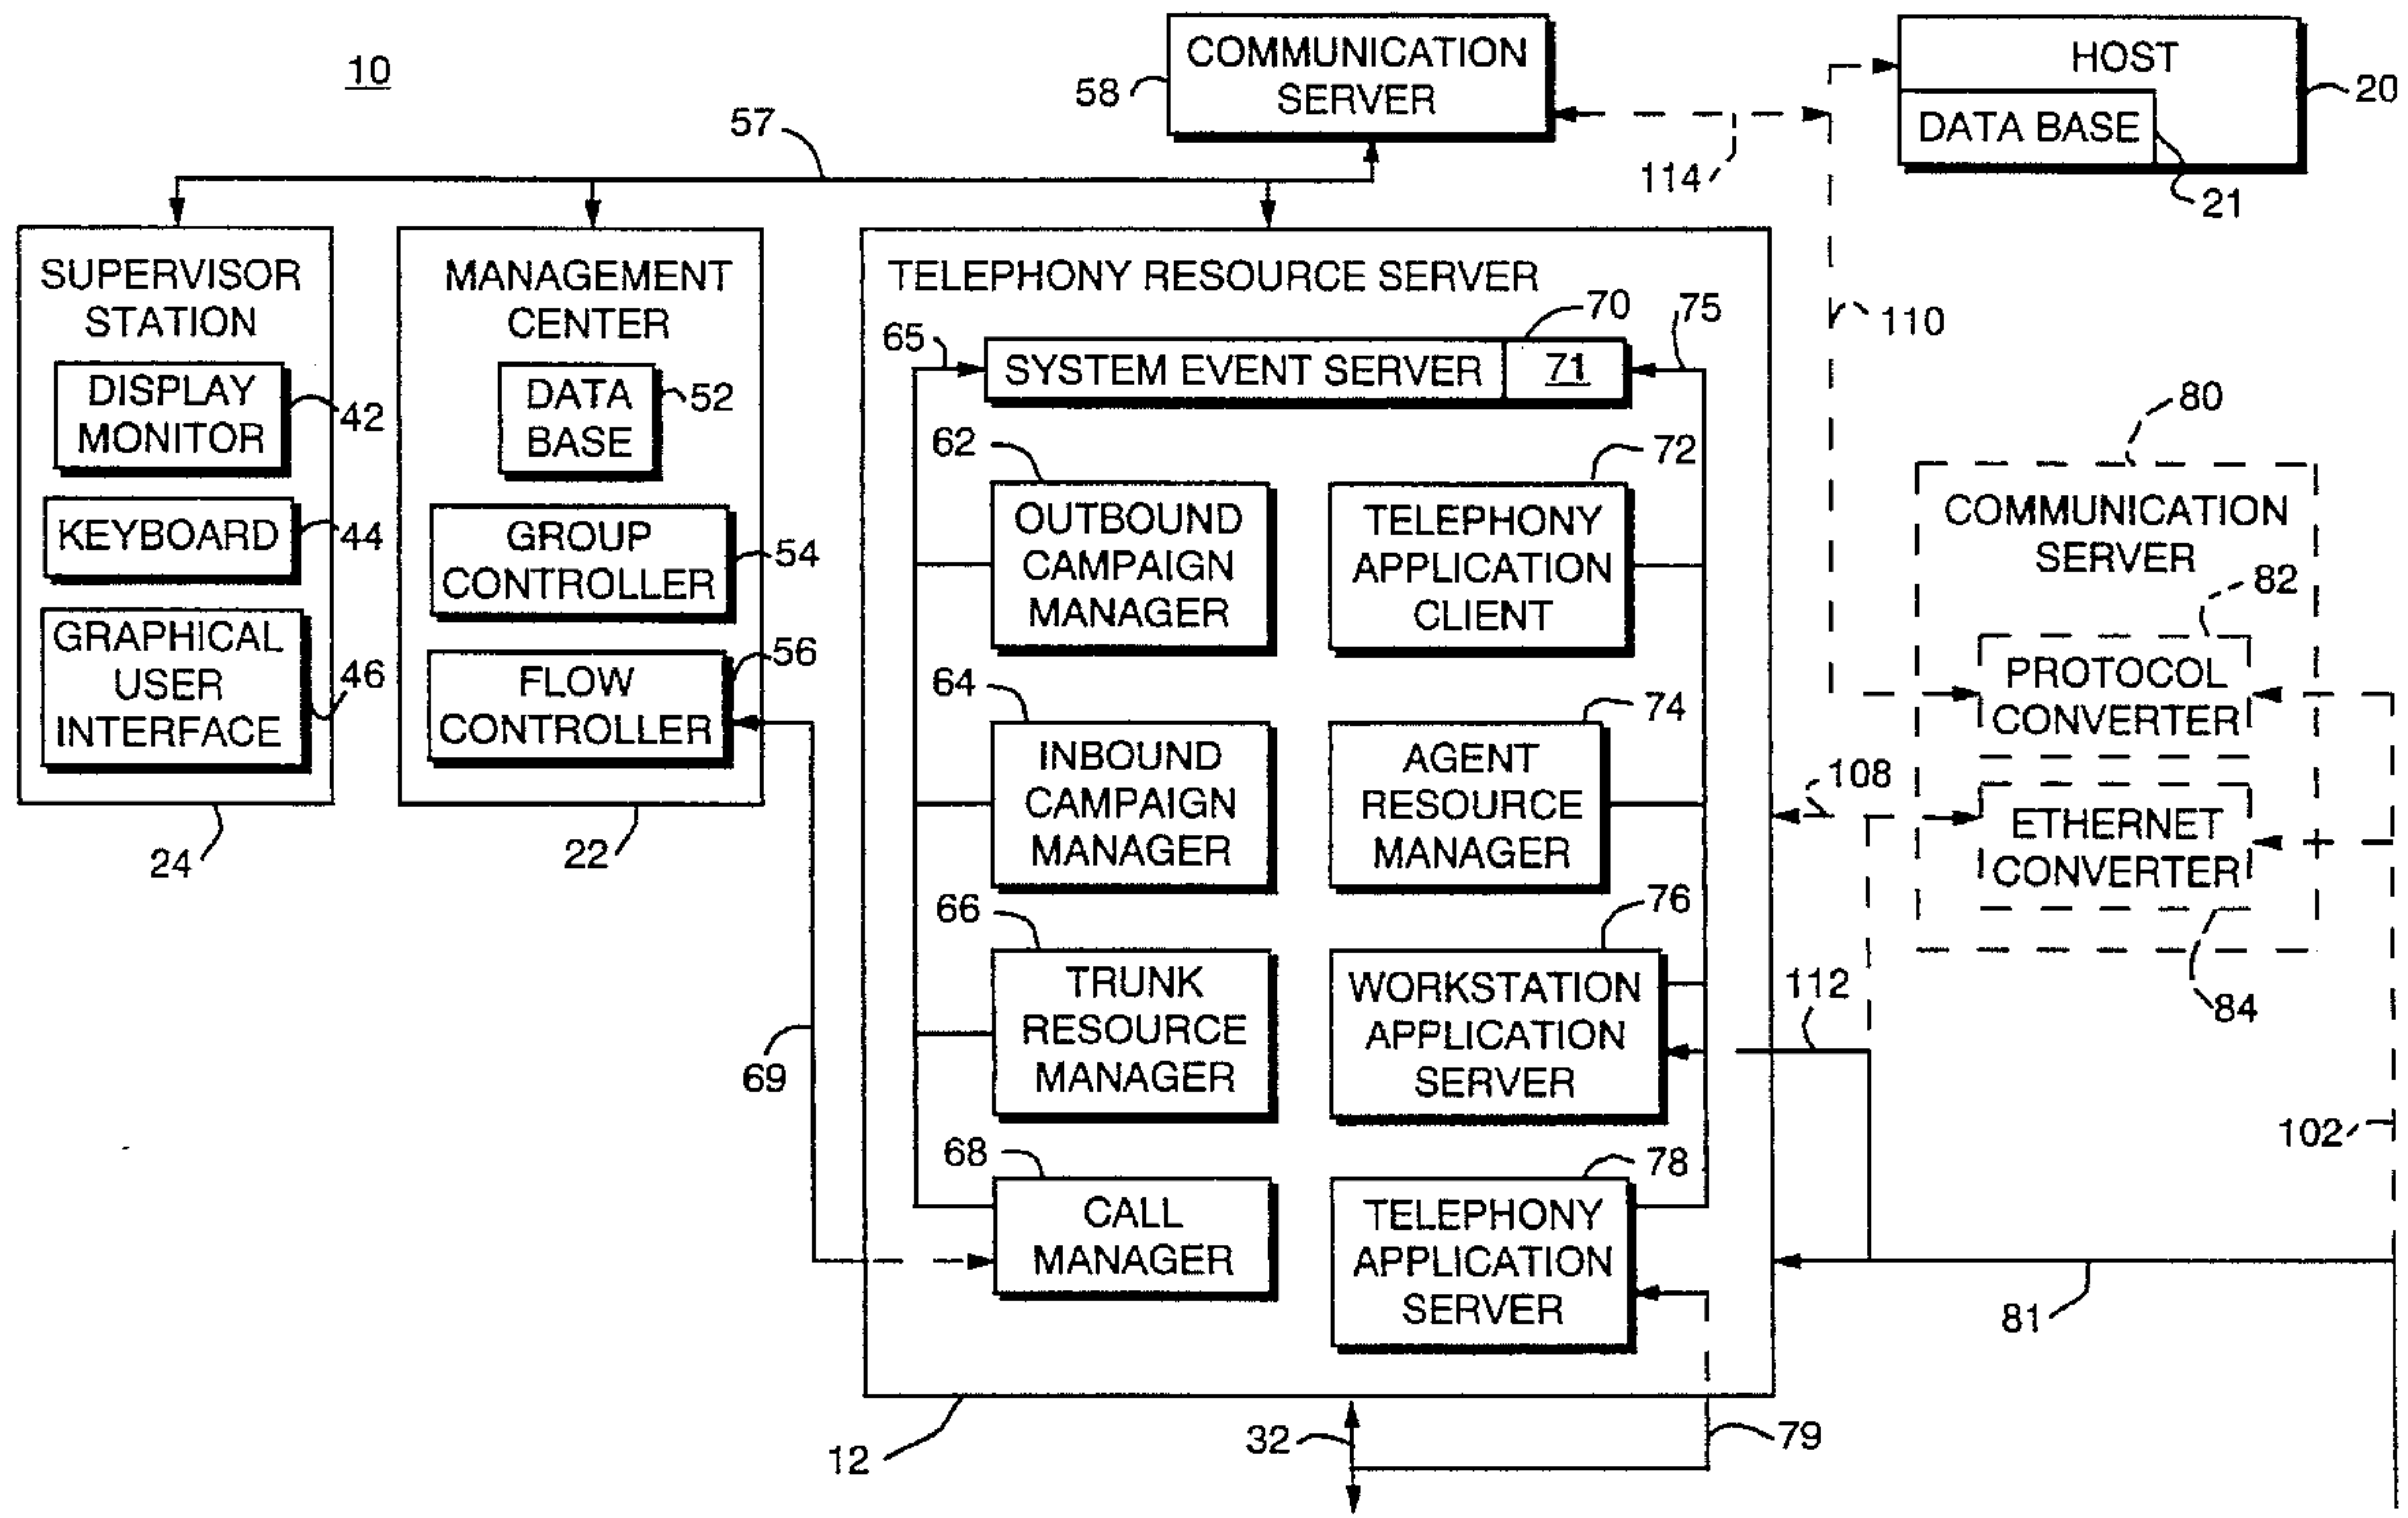 10
COMMUNICATION
SERVER
58
HOST
DATA BASE
20
21
57
114
110
SUPERVISOR
STATION
DISPLAY
MONITOR
42
KEYBOARD
44
GRAPHICAL
USER
INTERFACE
46
24
MANAGEMENT
CENTER
DATA
BASE
52
GROUP
CONTROLLER
54
FLOW
CONTROLLER
56
22
69
TELEPHONY RESOURCE SERVER
65
SYSTEM EVENT SERVER
71
70
75
62
OUTBOUND
CAMPAIGN
MANAGER
72
TELEPHONY
APPLICATION
CLIENT
64
INBOUND
CAMPAIGN
MANAGER
74
AGENT
RESOURCE
MANAGER
66
TRUNK
RESOURCE
MANAGER
76
WORKSTATION
APPLICATION
SERVER
68
CALL
MANAGER
78
TELEPHONY
APPLICATION
SERVER
12
32
79
80
COMMUNICATION
SERVER
82
PROTOCOL
CONVERTER
108
ETHERNET
CONVERTER
84
112
102
81